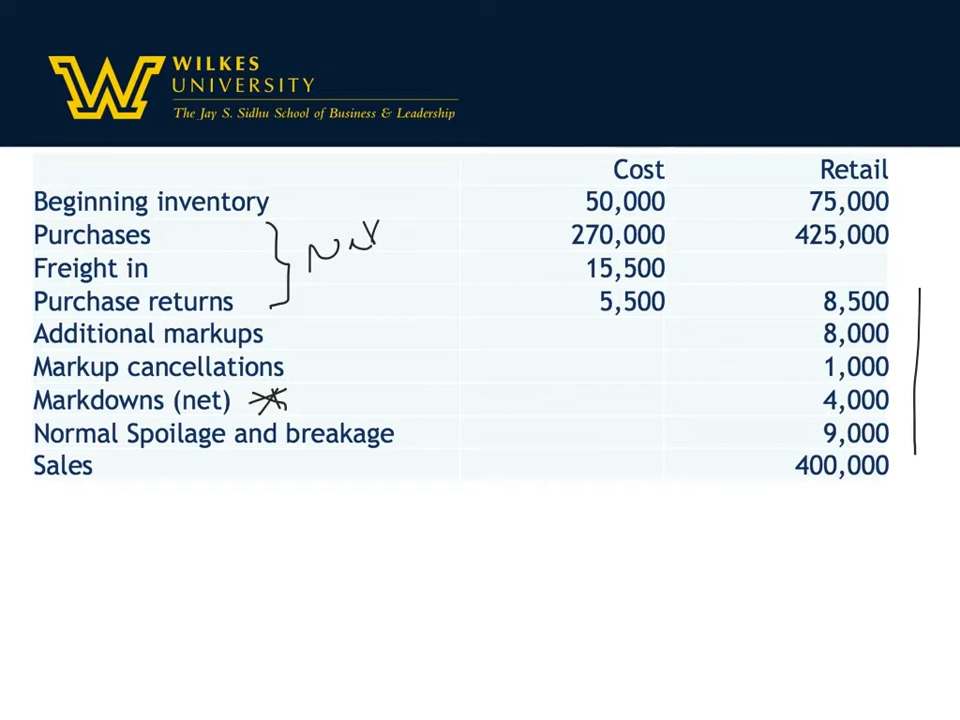 WILKES
UNIVERSITY
The Jay S. Sidhu School of Business & Leadership
Cost Retail
Beginning inventory 50,000 75,000
Purchases 270,000 425,000
Freight in 15,500
Purchase returns 5,500 8,500
Additional markups 8,000
Markup cancellations 1,000
Markdowns (net) 4,000
Normal Spoilage and breakage 9,000
Sales 400,000